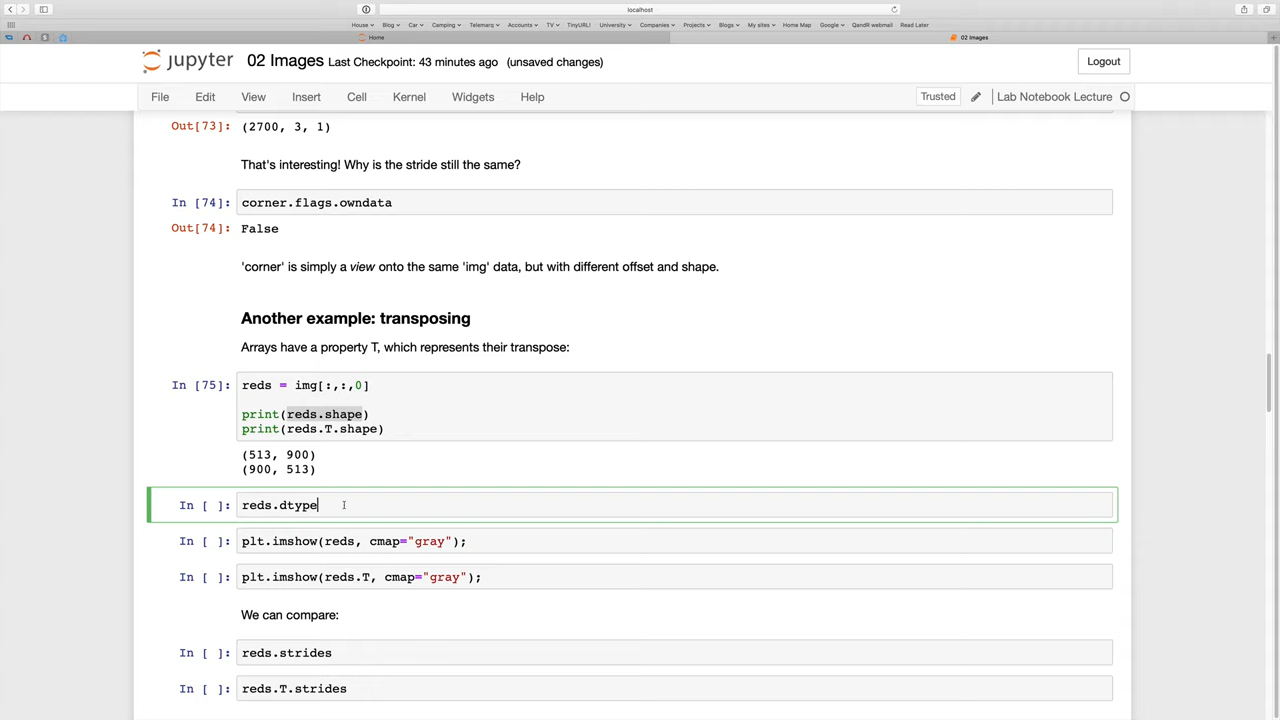 localhost
House Blog Car Camping Telemarq Accounts TV TinyURL! University Companies Projects Blogs My sites Home Map Google QandR webmail Read Later
Home 02 Images
jupyter 02 Images Last Checkpoint: 43 minutes ago (unsaved changes) Logout
File Edit View Insert Cell Kernel Widgets Help Trusted Lab Notebook Lecture
Out[73]: (2700, 3, 1)
That's interesting! Why is the stride still the same?
In [74]: corner.flags.owndata
Out[74]: False
'corner' is simply a view onto the same 'img' data, but with different offset and shape.
Another example: transposing
Arrays have a property T, which represents their transpose:
In [75]: reds = img[:,:,0]
print(reds.shape)
print(reds.T.shape)
(513, 900)
(900, 513)
In [ ]: reds.dtype
In [ ]: plt.imshow(reds, cmap="gray");
In [ ]: plt.imshow(reds.T, cmap="gray");
We can compare:
In [ ]: reds.strides
In [ ]: reds.T.strides